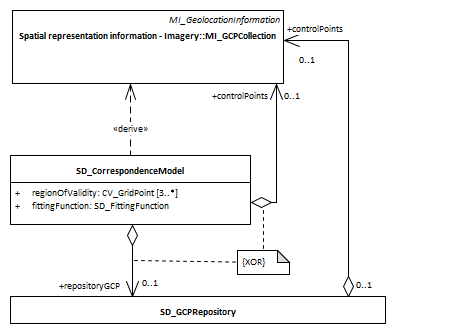 MI_GeolocationInformation
Spatial representation information - Imagery::MI_GCPCollection
+controlPoints
0..1
+controlPoints
0..1
«derive»
SD_CorrespondenceModel
+ regionOfValidity: CV_GridPoint [3..*]
+ fittingFunction: SD_FittingFunction
{XOR}
+repositoryGCP
0..1
0..1
SD_GCPRepository